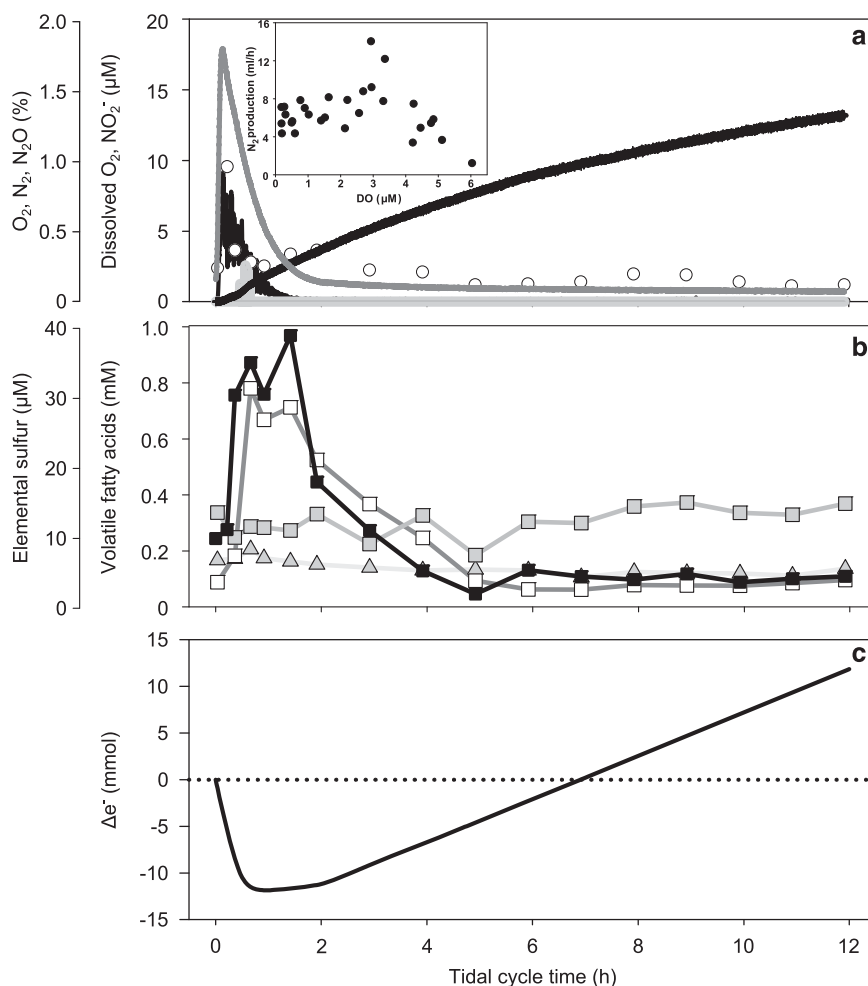 a
O₂, N₂, N₂O (%)
2.0
1.5
1.0
0.5
0
Dissolved O₂, NO₂⁻ (µM)
20
15
10
5
0
N₂ production (ml/h)
16
12
8
4
0
0 1 2 3 4 5 6
DO (µM)
b
Elemental sulfur (µM)
40
30
20
10
0
Volatile fatty acids (mM)
1.0
0.8
0.6
0.4
0.2
0
c
Δe⁻ (mmol)
15
10
5
0
-5
-10
-15
0 2 4 6 8 10 12
Tidal cycle time (h)